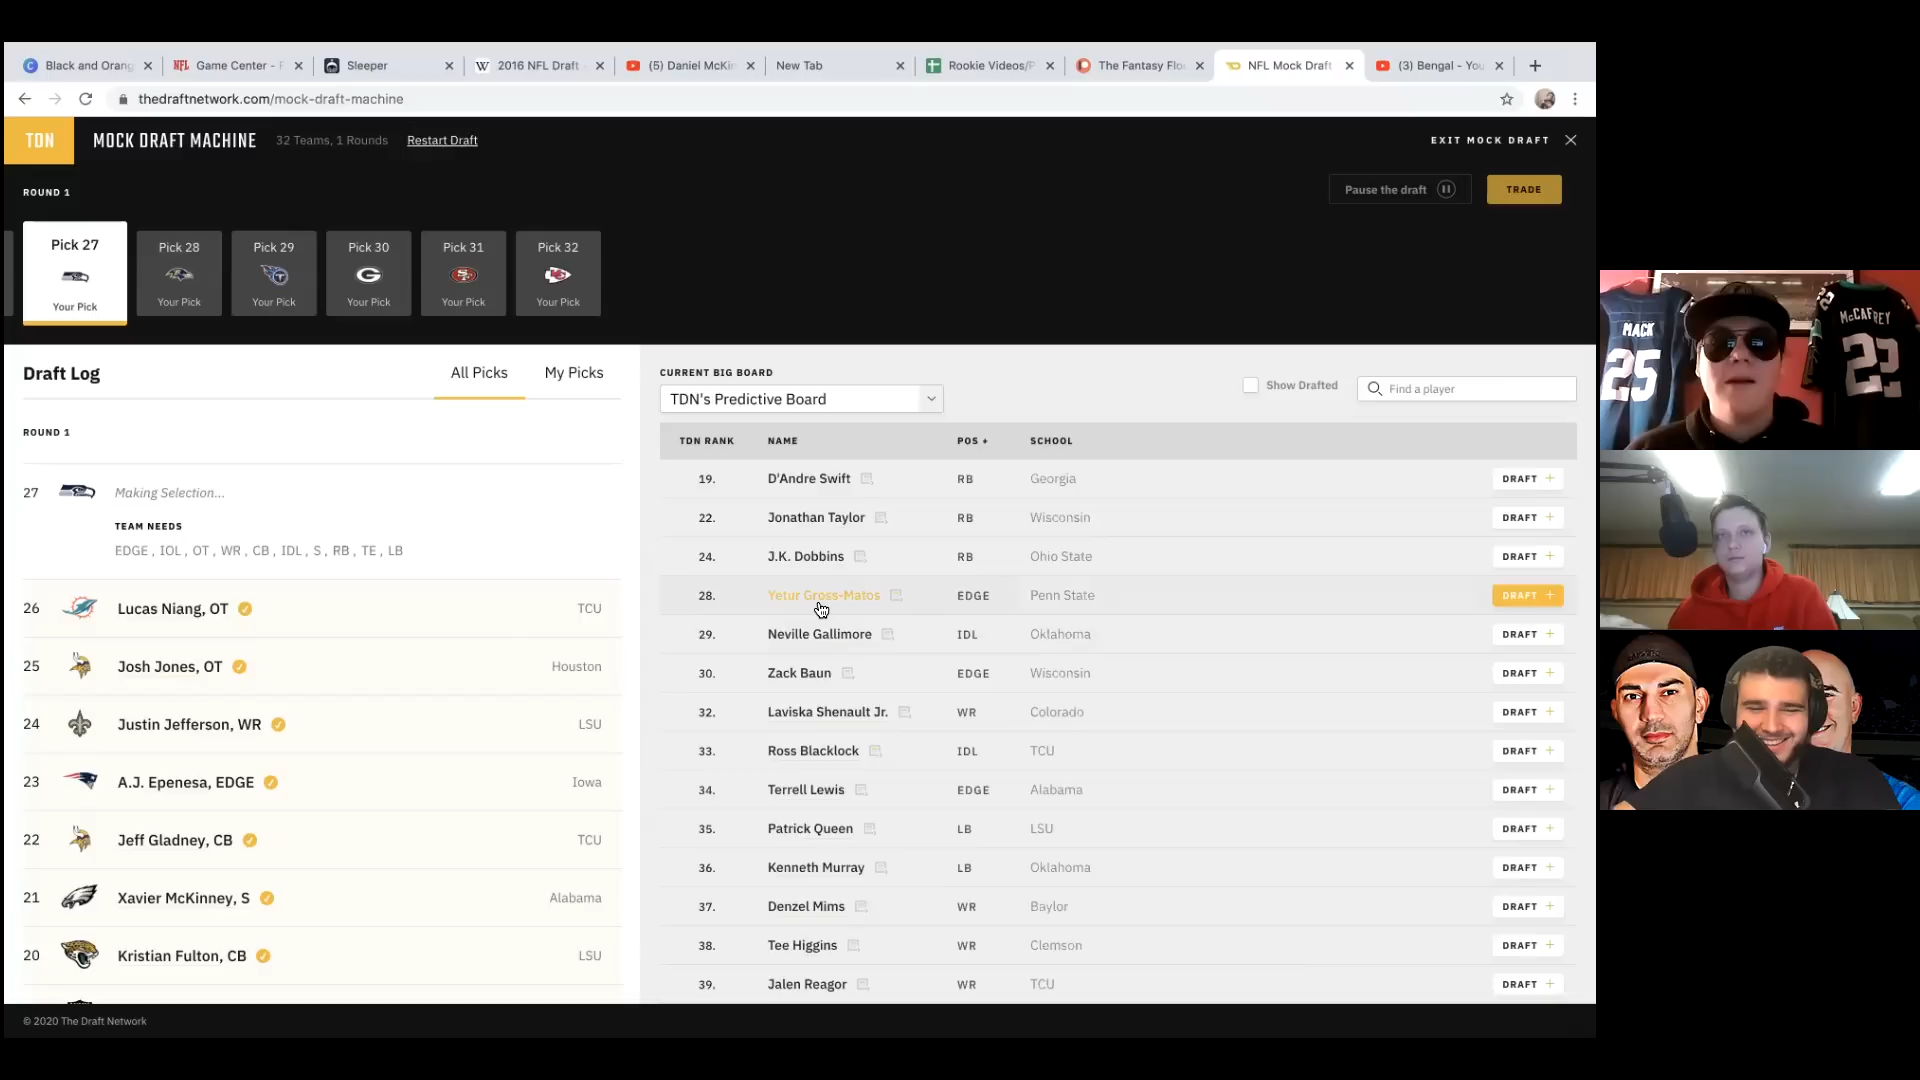 Black and Orang
Game Center - F
Sleeper
2016 NFL Draft
(5) Daniel McKin
New Tab
Rookie Videos/P
The Fantasy Flo
NFL Mock Draft
(3) Bengal - You
thedraftnetwork.com/mock-draft-machine
TDN
MOCK DRAFT MACHINE
32 Teams, 1 Rounds
Restart Draft
EXIT MOCK DRAFT
ROUND 1
Pause the draft
TRADE
Pick 27
Your Pick
Pick 28
Your Pick
Pick 29
Your Pick
Pick 30
Your Pick
Pick 31
Your Pick
Pick 32
Your Pick
Draft Log
All Picks
My Picks
ROUND 1
27 Making Selection...
TEAM NEEDS
EDGE , IOL , OT , WR , CB , IDL , S , RB , TE , LB
26 Lucas Niang, OT TCU
25 Josh Jones, OT Houston
24 Justin Jefferson, WR LSU
23 A.J. Epenesa, EDGE Iowa
22 Jeff Gladney, CB TCU
21 Xavier McKinney, S Alabama
20 Kristian Fulton, CB LSU
CURRENT BIG BOARD
TDN's Predictive Board
Show Drafted
Find a player
TDN RANK NAME POS + SCHOOL
19. D'Andre Swift RB Georgia DRAFT +
22. Jonathan Taylor RB Wisconsin DRAFT +
24. J.K. Dobbins RB Ohio State DRAFT +
28. Yetur Gross-Matos EDGE Penn State DRAFT +
29. Neville Gallimore IDL Oklahoma DRAFT +
30. Zack Baun EDGE Wisconsin DRAFT +
32. Laviska Shenault Jr. WR Colorado DRAFT +
33. Ross Blacklock IDL TCU DRAFT +
34. Terrell Lewis EDGE Alabama DRAFT +
35. Patrick Queen LB LSU DRAFT +
36. Kenneth Murray LB Oklahoma DRAFT +
37. Denzel Mims WR Baylor DRAFT +
38. Tee Higgins WR Clemson DRAFT +
39. Jalen Reagor WR TCU DRAFT +
© 2020 The Draft Network
MACK
25
McCAFFREY
22